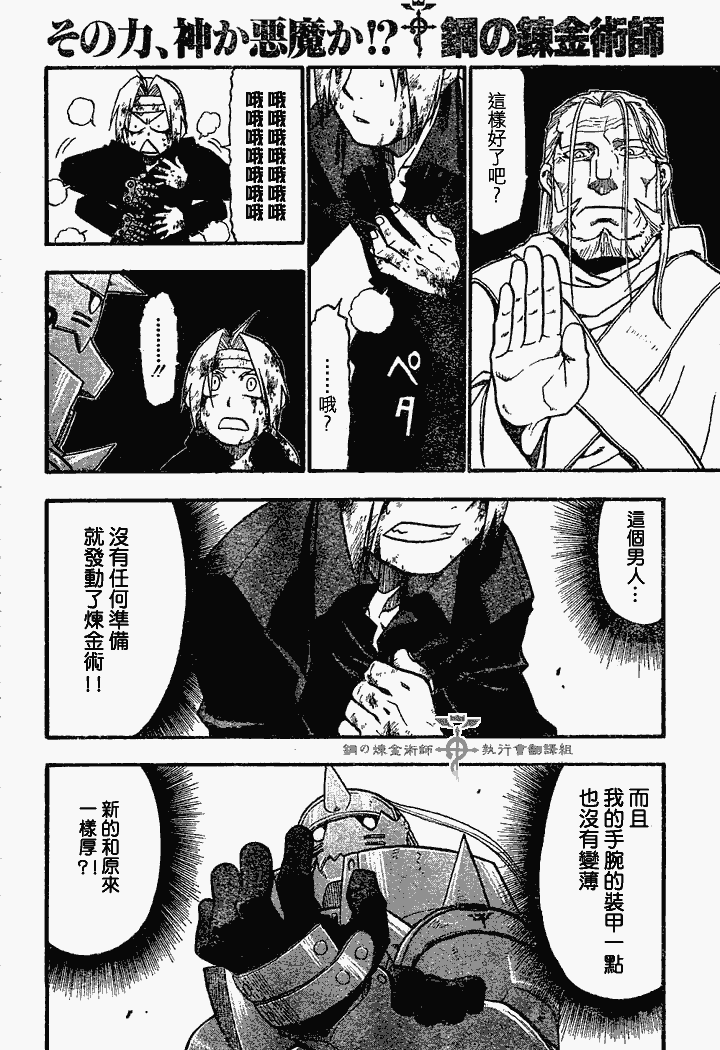 その力、神か悪魔か!? 鋼の錬金術師
這樣好了吧?
……哦?
ペタ
哦哦哦哦哦哦哦
哦哦哦哦哦哦哦
……!!
這個男人…
沒有任何準備
就發動了煉金術!!
鋼の煉金術師 執行會翻譯組
而且
我的手腕的裝甲一點
也沒有變薄
新的和原來
一樣厚?!